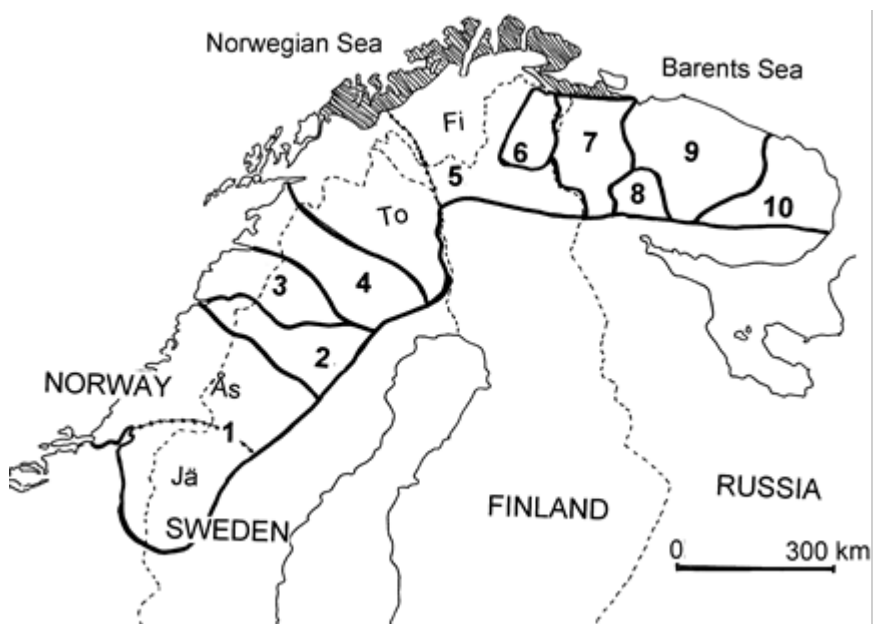 Norwegian Sea
Barents Sea
Fi
6
7
9
5
8
10
To
3
4
2
NORWAY
Ås
1
Jä
SWEDEN
FINLAND
RUSSIA
0 300 km